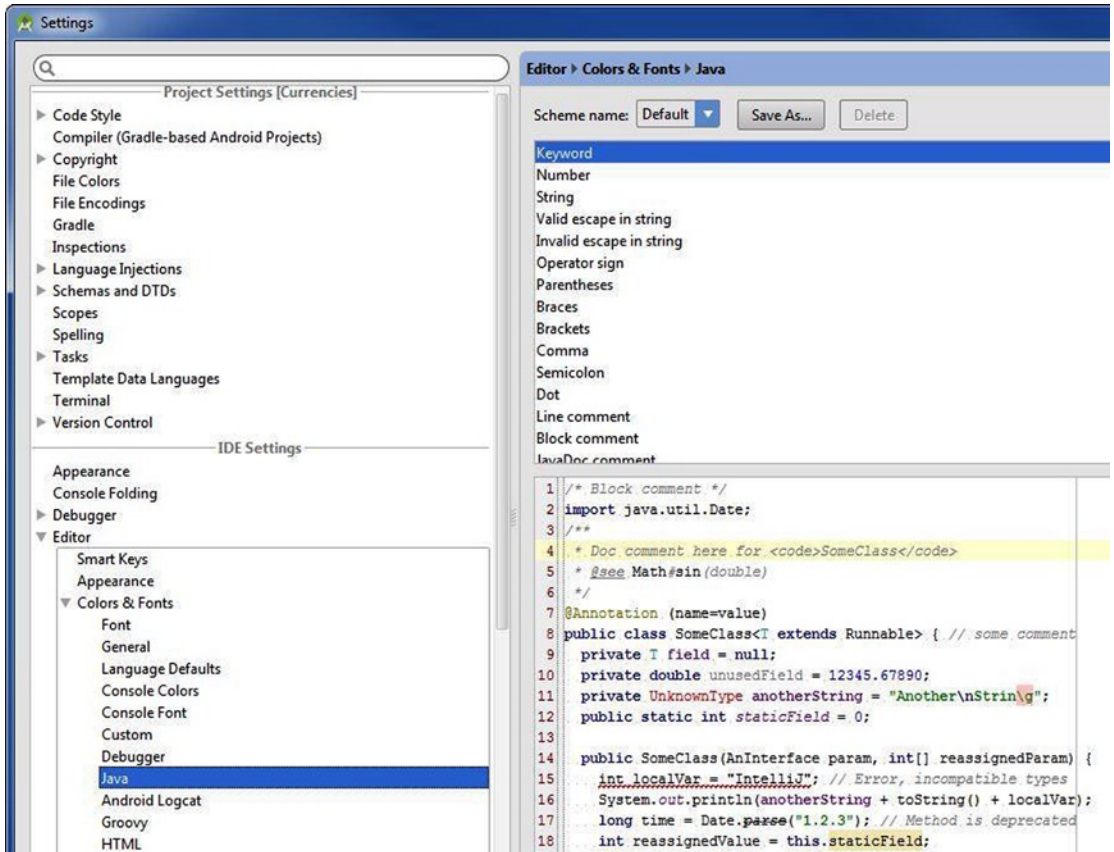 Settings
Project Settings [Currencies]
Code Style
Compiler (Gradle-based Android Projects)
Copyright
File Colors
File Encodings
Gradle
Inspections
Language Injections
Schemas and DTDs
Scopes
Spelling
Tasks
Template Data Languages
Terminal
Version Control
IDE Settings
Appearance
Console Folding
Debugger
Editor
Smart Keys
Appearance
Colors & Fonts
Font
General
Language Defaults
Console Colors
Console Font
Custom
Debugger
Java
Android Logcat
Groovy
HTML
Editor ▸ Colors & Fonts ▸ Java
Scheme name: Default Save As... Delete
Keyword
Number
String
Valid escape in string
Invalid escape in string
Operator sign
Parentheses
Braces
Brackets
Comma
Semicolon
Dot
Line comment
Block comment
JavaDoc comment
1 /* Block comment */
2 import java.util.Date;
3 /**
4 * Doc comment here for <code>SomeClass</code>
5 * @see Math#sin(double)
6 */
7 @Annotation (name=value)
8 public class SomeClass<T extends Runnable> { // some comment
9 private T field = null;
10 private double unusedField = 12345.67890;
11 private UnknownType anotherString = "Another\nStrin\g";
12 public static int staticField = 0;
13
14 public SomeClass(AnInterface param, int[] reassignedParam) {
15 int localVar = "IntelliJ"; // Error, incompatible types
16 System.out.println(anotherString + toString() + localVar);
17 long time = Date.parse("1.2.3"); // Method is deprecated
18 int reassignedValue = this.staticField;